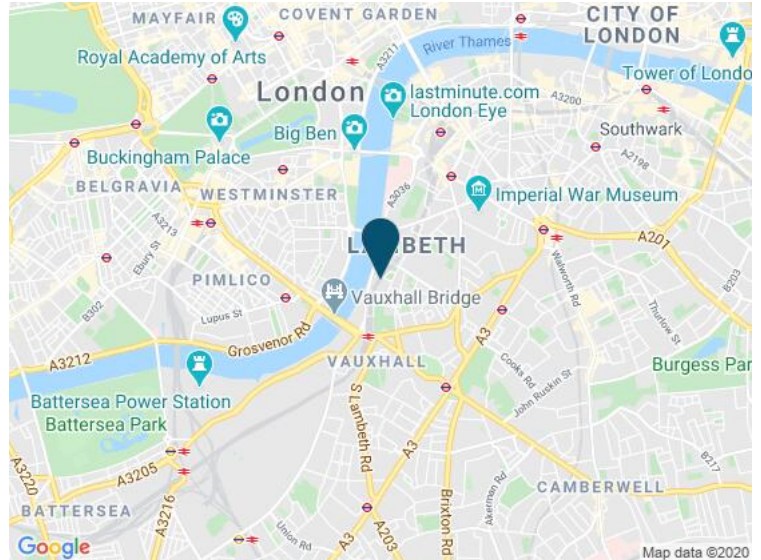 MAYFAIR
COVENT GARDEN
CITY OF
LONDON
A3211
River Thames
Royal Academy of Arts
Tower of Londo
London
lastminute.com
London Eye
A3200
Big Ben
Southwark
Buckingham Palace
A2198
BELGRAVIA
WESTMINSTER
A3036
Imperial War Museum
A3213
Ebury St
LAMBETH
A201
Walworth Rd
B203
PIMLICO
Vauxhall Bridge
B302
Lupus St
A3
Thurlow St
Grosvenor Rd
A3212
VAUXHALL
Cooks Rd
Burgess Par
John Ruskin St
Battersea Power Station
Battersea Park
S Lambeth Rd
A3
A3205
B217
A3220
A3216
Brixton Rd
Akerman Rd
CAMBERWELL
BATTERSEA
Union Rd
A3
A203
Google
Map data ©2020